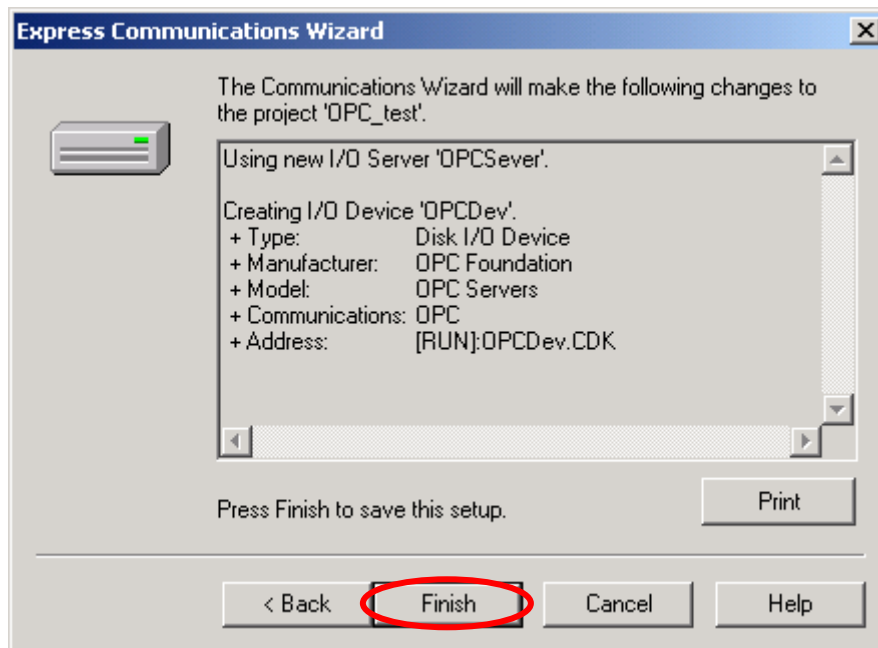 Express Communications Wizard
The Communications Wizard will make the following changes to
the project 'OPC_test'.
Using new I/O Server 'OPCSever'.
Creating I/O Device 'OPCDev'.
+ Type: Disk I/O Device
+ Manufacturer: OPC Foundation
+ Model: OPC Servers
+ Communications: OPC
+ Address: [RUN]:OPCDev.CDK
Press Finish to save this setup.
Print
< Back
Finish
Cancel
Help